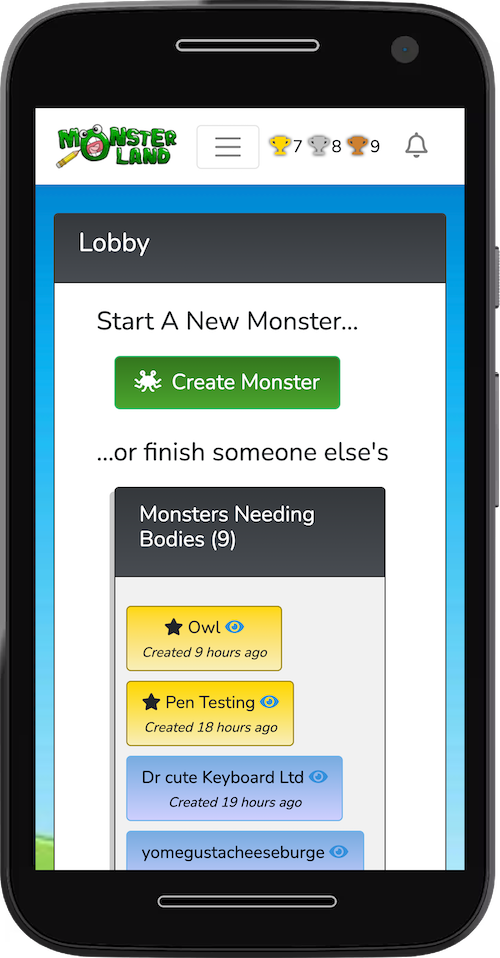 MONSTER
LAND
7 8 9
Lobby
Start A New Monster...
Create Monster
...or finish someone else's
Monsters Needing
Bodies (9)
Owl
Created 9 hours ago
Pen Testing
Created 18 hours ago
Dr cute Keyboard Ltd
Created 19 hours ago
yomegustacheeseburge